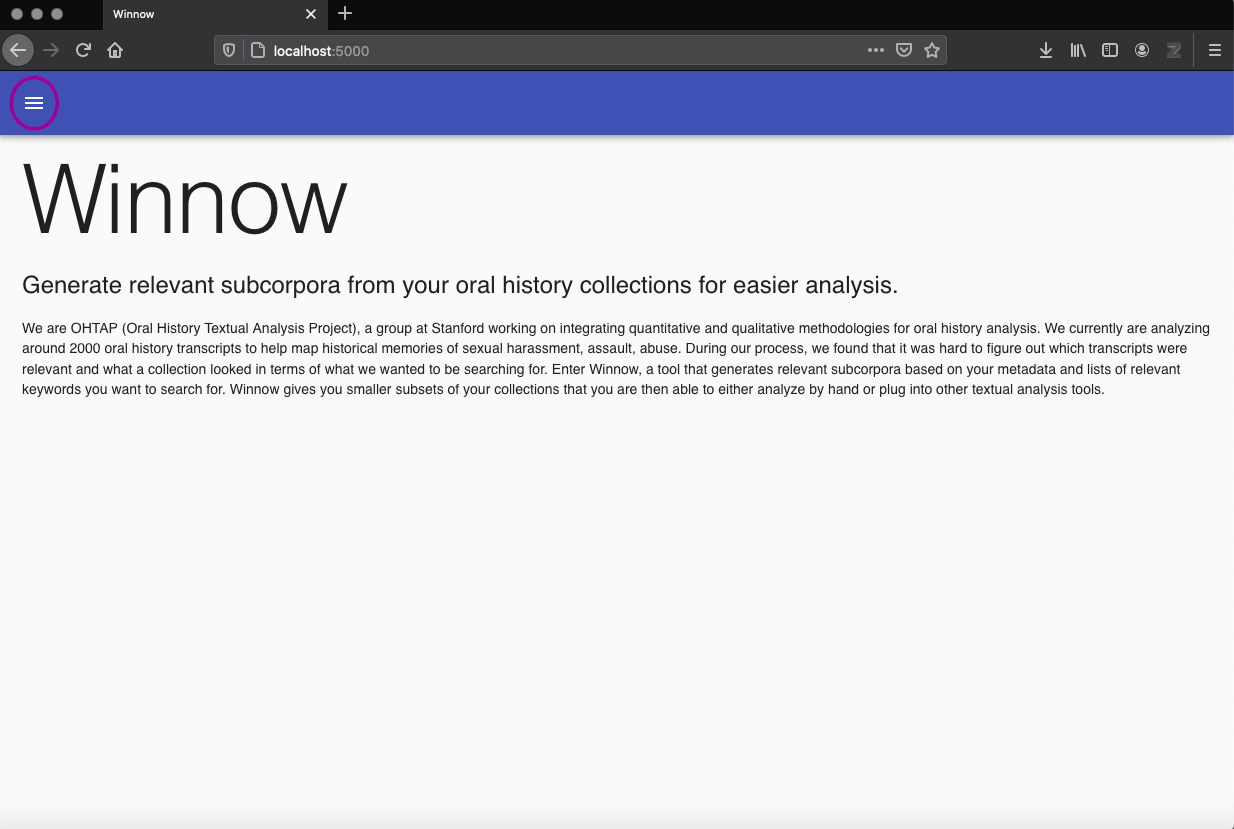 Winnow
localhost:5000
Winnow
Generate relevant subcorpora from your oral history collections for easier analysis.
We are OHTAP (Oral History Textual Analysis Project), a group at Stanford working on integrating quantitative and qualitative methodologies for oral history analysis. We currently are analyzing
around 2000 oral history transcripts to help map historical memories of sexual harassment, assault, abuse. During our process, we found that it was hard to figure out which transcripts were
relevant and what a collection looked in terms of what we wanted to be searching for. Enter Winnow, a tool that generates relevant subcorpora based on your metadata and lists of relevant
keywords you want to search for. Winnow gives you smaller subsets of your collections that you are then able to either analyze by hand or plug into other textual analysis tools.